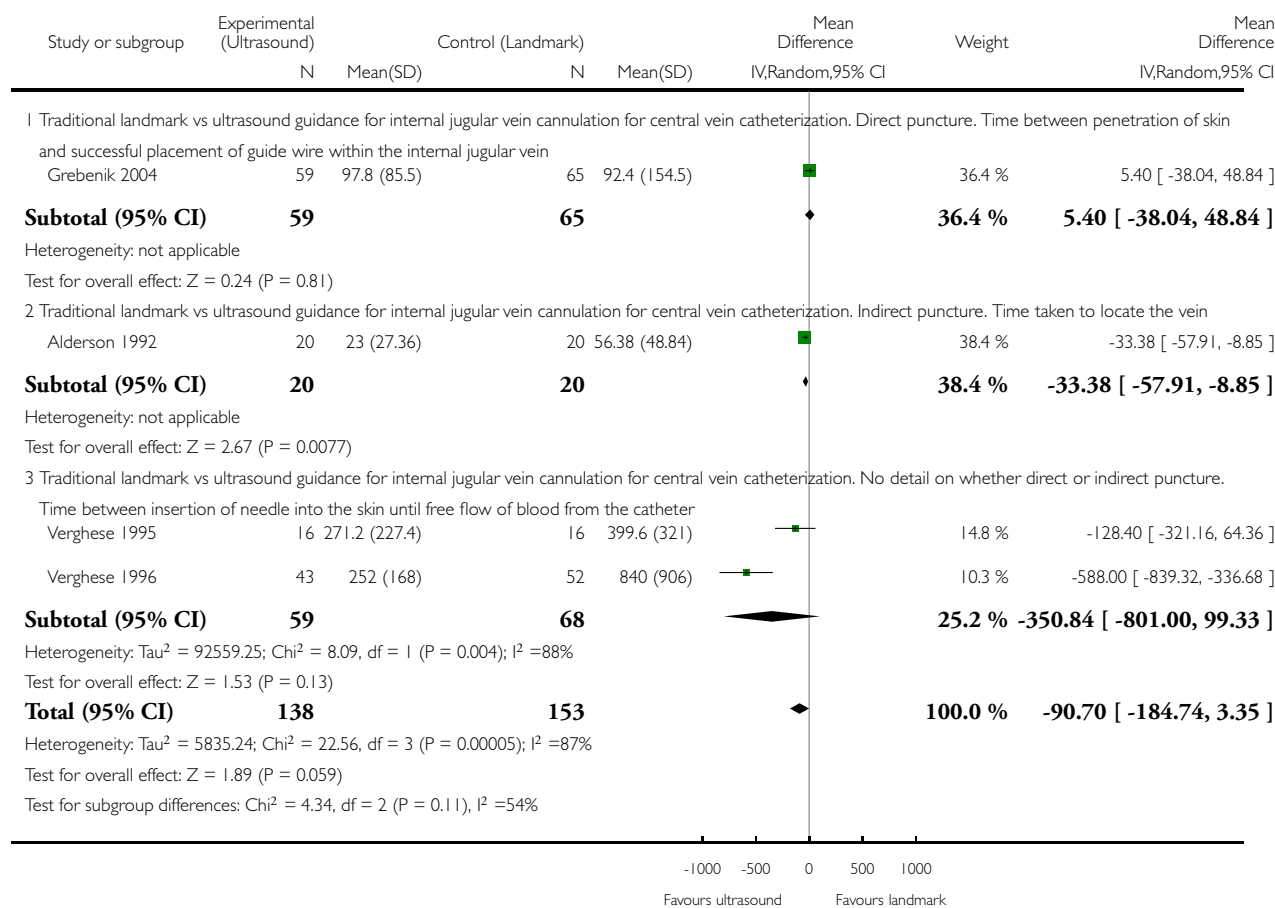 Experimental Mean Mean
Study or subgroup (Ultrasound) Control (Landmark) Difference Weight Difference
N Mean(SD) N Mean(SD) IV,Random,95% CI IV,Random,95% CI
1 Traditional landmark vs ultrasound guidance for internal jugular vein cannulation for central vein catheterization. Direct puncture. Time between penetration of skin
and successful placement of guide wire within the internal jugular vein
Grebenik 2004 59 97.8 (85.5) 65 92.4 (154.5) 36.4 % 5.40 [ -38.04, 48.84 ]
Subtotal (95% CI) 59 65 36.4 % 5.40 [ -38.04, 48.84 ]
Heterogeneity: not applicable
Test for overall effect: Z = 0.24 (P = 0.81)
2 Traditional landmark vs ultrasound guidance for internal jugular vein cannulation for central vein catheterization. Indirect puncture. Time taken to locate the vein
Alderson 1992 20 23 (27.36) 20 56.38 (48.84) 38.4 % -33.38 [ -57.91, -8.85 ]
Subtotal (95% CI) 20 20 38.4 % -33.38 [ -57.91, -8.85 ]
Heterogeneity: not applicable
Test for overall effect: Z = 2.67 (P = 0.0077)
3 Traditional landmark vs ultrasound guidance for internal jugular vein cannulation for central vein catheterization. No detail on whether direct or indirect puncture.
Time between insertion of needle into the skin until free flow of blood from the catheter
Verghese 1995 16 271.2 (227.4) 16 399.6 (321) 14.8 % -128.40 [ -321.16, 64.36 ]
Verghese 1996 43 252 (168) 52 840 (906) 10.3 % -588.00 [ -839.32, -336.68 ]
Subtotal (95% CI) 59 68 25.2 % -350.84 [ -801.00, 99.33 ]
Heterogeneity: Tau² = 92559.25; Chi² = 8.09, df = 1 (P = 0.004); I² =88%
Test for overall effect: Z = 1.53 (P = 0.13)
Total (95% CI) 138 153 100.0 % -90.70 [ -184.74, 3.35 ]
Heterogeneity: Tau² = 5835.24; Chi² = 22.56, df = 3 (P = 0.00005); I² =87%
Test for overall effect: Z = 1.89 (P = 0.059)
Test for subgroup differences: Chi² = 4.34, df = 2 (P = 0.11), I² =54%
-1000 -500 0 500 1000
Favours ultrasound Favours landmark